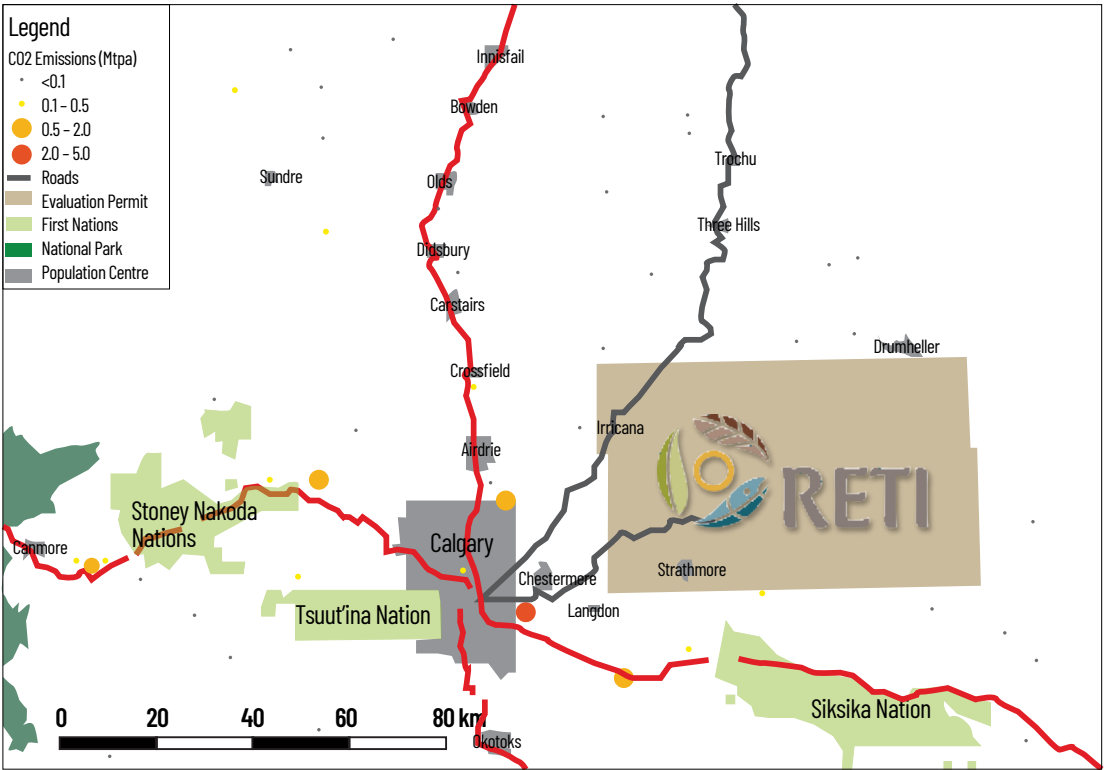 Legend
CO2 Emissions (Mtpa)
<0.1
0.1 – 0.5
0.5 – 2.0
2.0 – 5.0
Roads
Evaluation Permit
First Nations
National Park
Population Centre
Innisfail
Bowden
Trochu
Sundre
Olds
Three Hills
Didsbury
Carstairs
Drumheller
Crossfield
Irricana
Airdrie
RETI
Stoney Nakoda
Nations
Canmore
Calgary
Strathmore
Chestermere
Langdon
Tsuut'ina Nation
Siksika Nation
0 20 40 60 80 km
Okotoks